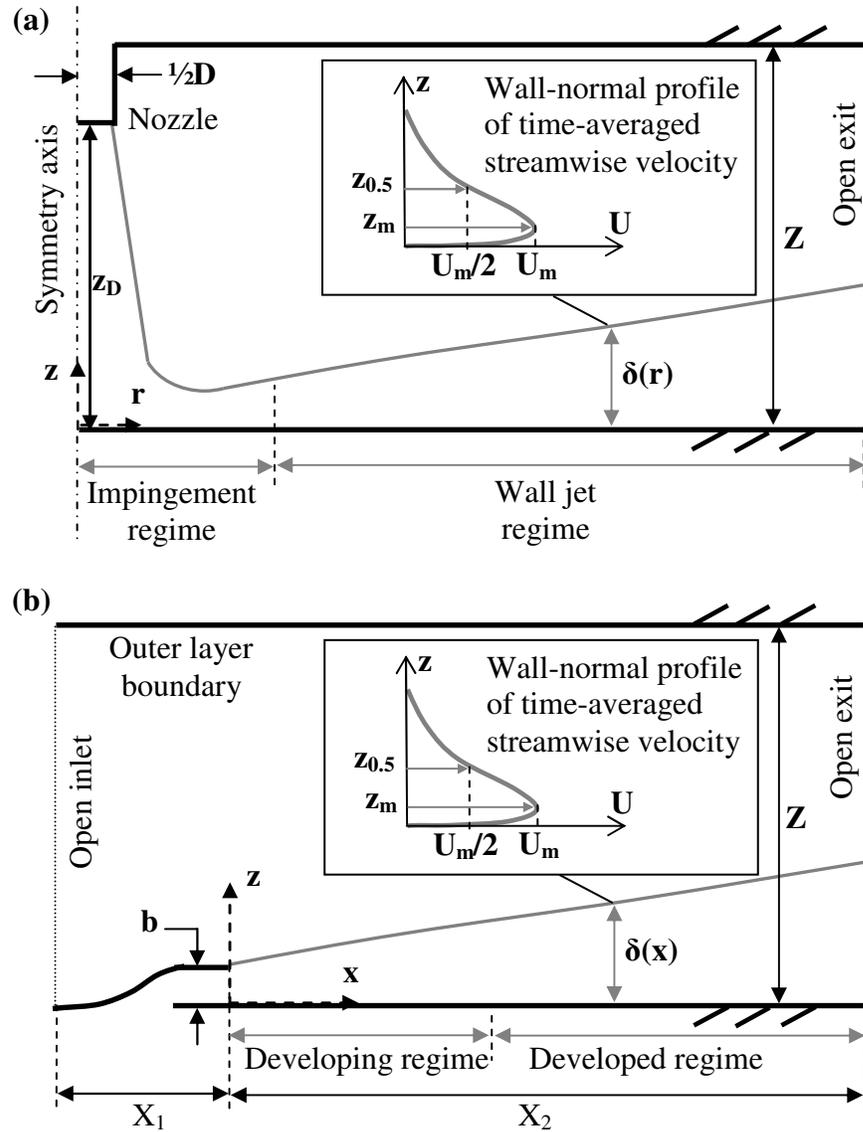 (a)
½D
Nozzle
Symmetry axis
z_D
z
r
Wall-normal profile
of time-averaged
streamwise velocity
z
z_0.5
z_m
U
U_m/2
U_m
Z
Open exit
δ(r)
Impingement
regime
Wall jet
regime
(b)
Outer layer
boundary
Open inlet
Wall-normal profile
of time-averaged
streamwise velocity
z
z_0.5
z_m
U
U_m/2
U_m
Z
Open exit
z
b
x
δ(x)
Developing regime
Developed regime
X_1
X_2